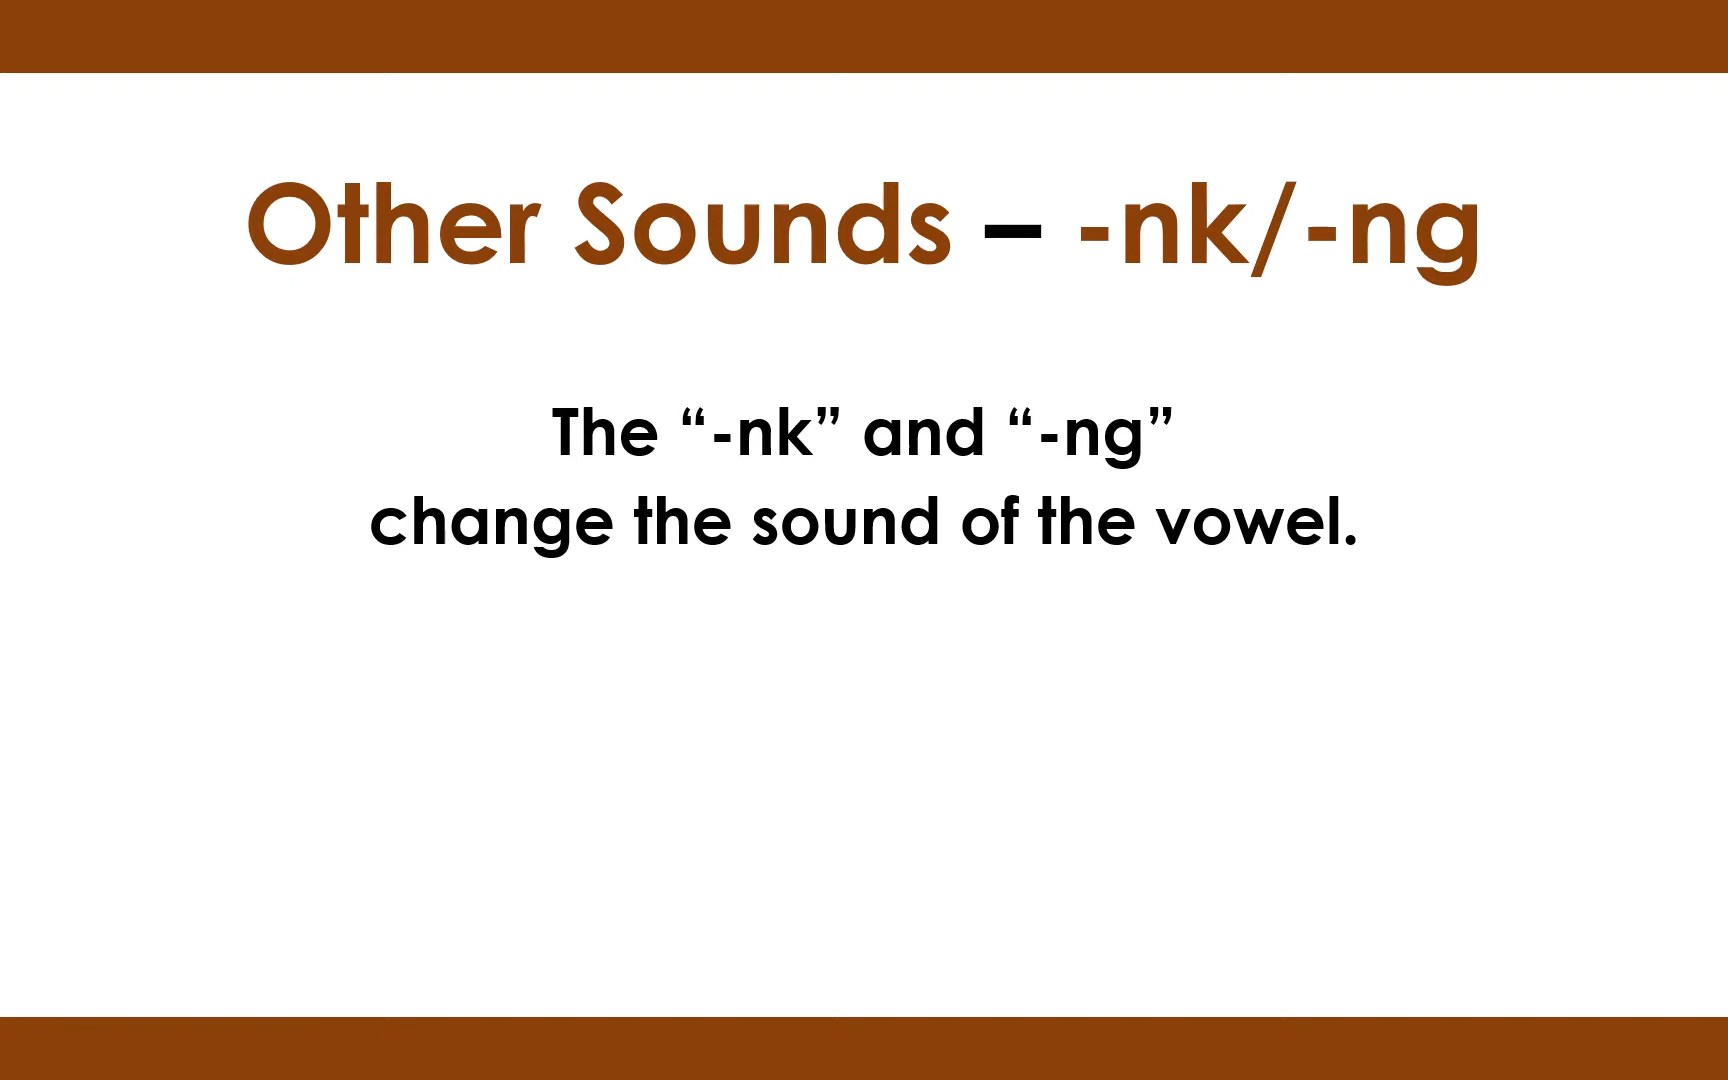 Other Sounds – -nk/-ng
The “-nk” and “-ng”
change the sound of the vowel.